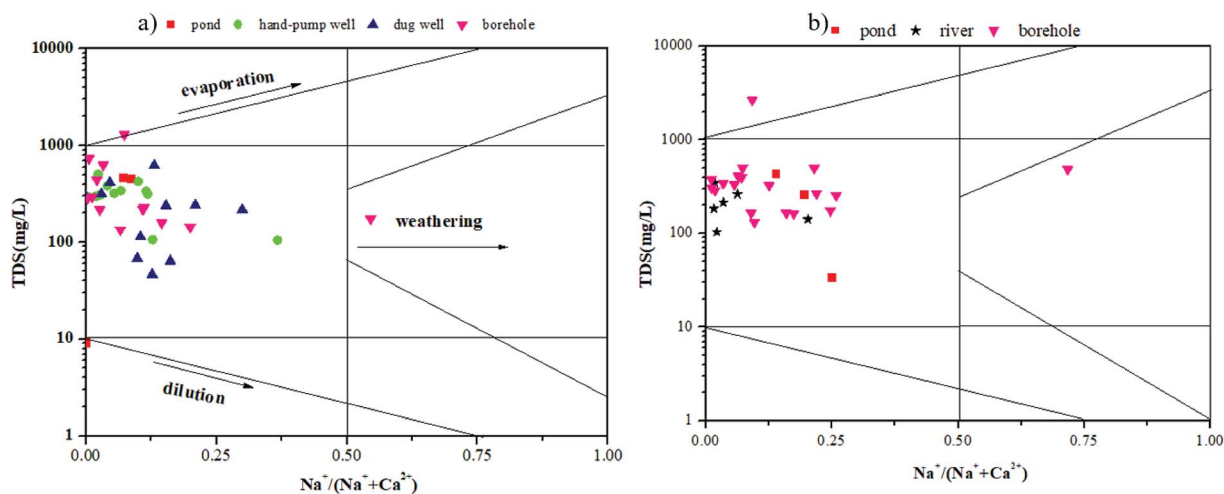 a)
pond hand-pump well dug well borehole
10000
1000
100
10
1
TDS(mg/L)
evaporation
weathering
dilution
0.00 0.25 0.50 0.75 1.00
Na⁺/(Na⁺+Ca²⁺)
b)
pond river borehole
10000
1000
100
10
1
TDS(mg/L)
0.00 0.25 0.50 0.75 1.00
Na⁺/(Na⁺+Ca²⁺)